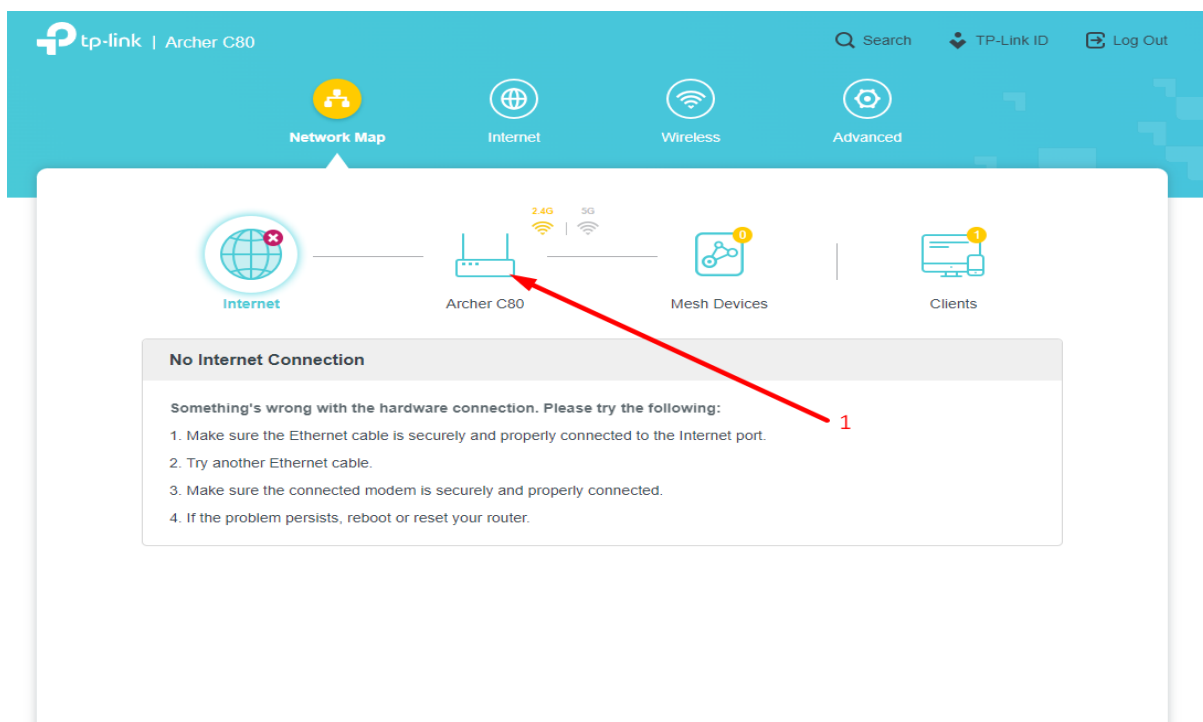 tp-link | Archer C80
Search
TP-Link ID
Log Out
Network Map
Internet
Wireless
Advanced
2.4G | 5G
0
1
Internet
Archer C80
Mesh Devices
Clients
No Internet Connection
Something's wrong with the hardware connection. Please try the following:
1. Make sure the Ethernet cable is securely and properly connected to the Internet port.
1
2. Try another Ethernet cable.
3. Make sure the connected modem is securely and properly connected.
4. If the problem persists, reboot or reset your router.